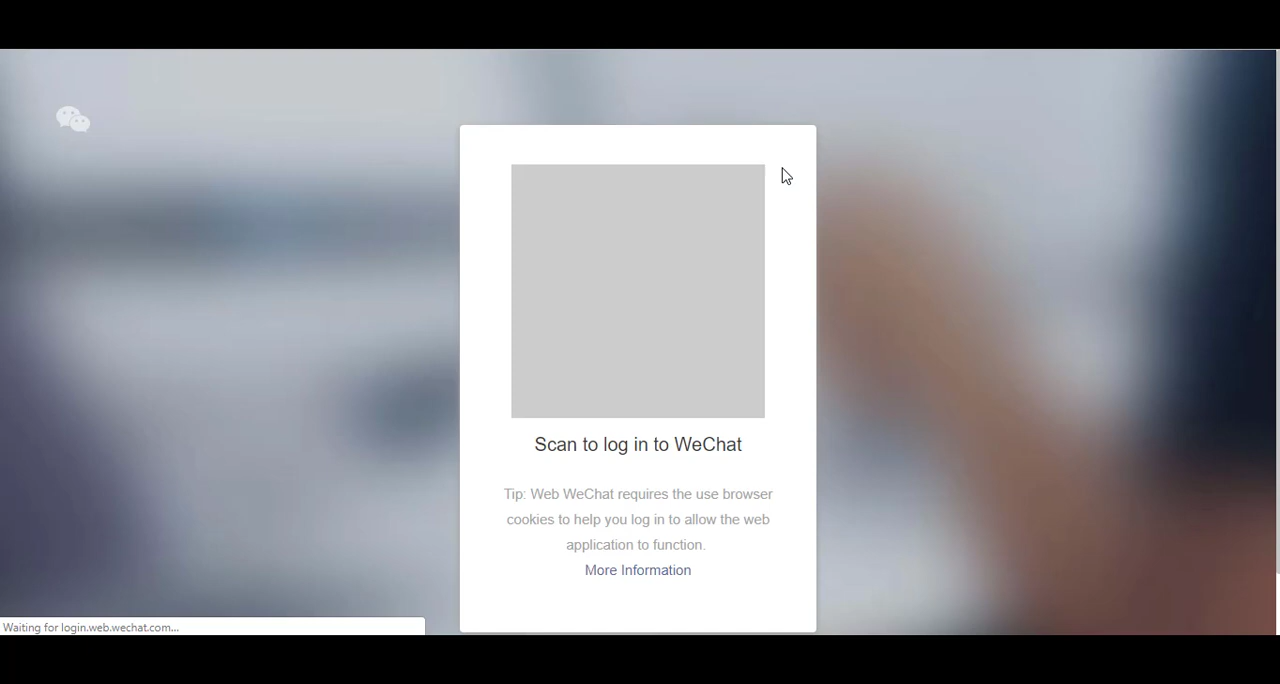 Scan to log in to WeChat
Tip: Web WeChat requires the use browser
cookies to help you log in to allow the web
application to function.
More Information
Waiting for login.web.wechat.com...